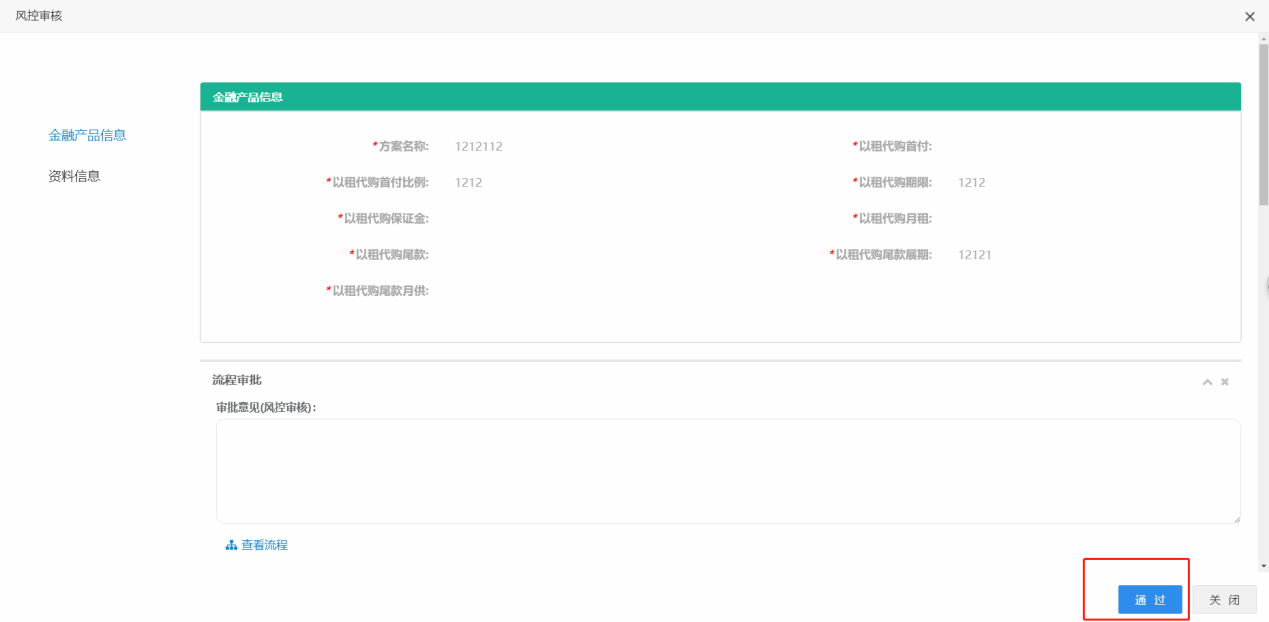 风控审核
金融产品信息
金融产品信息
资料信息
*方案名称: 1212112 *以租代购首付:
*以租代购首付比例: 1212 *以租代购期限: 1212
*以租代购保证金: *以租代购月租:
*以租代购尾款: *以租代购尾款展期: 12121
*以租代购尾款月供:
流程审批
审批意见(风控审核):
查看流程
通 过 关 闭